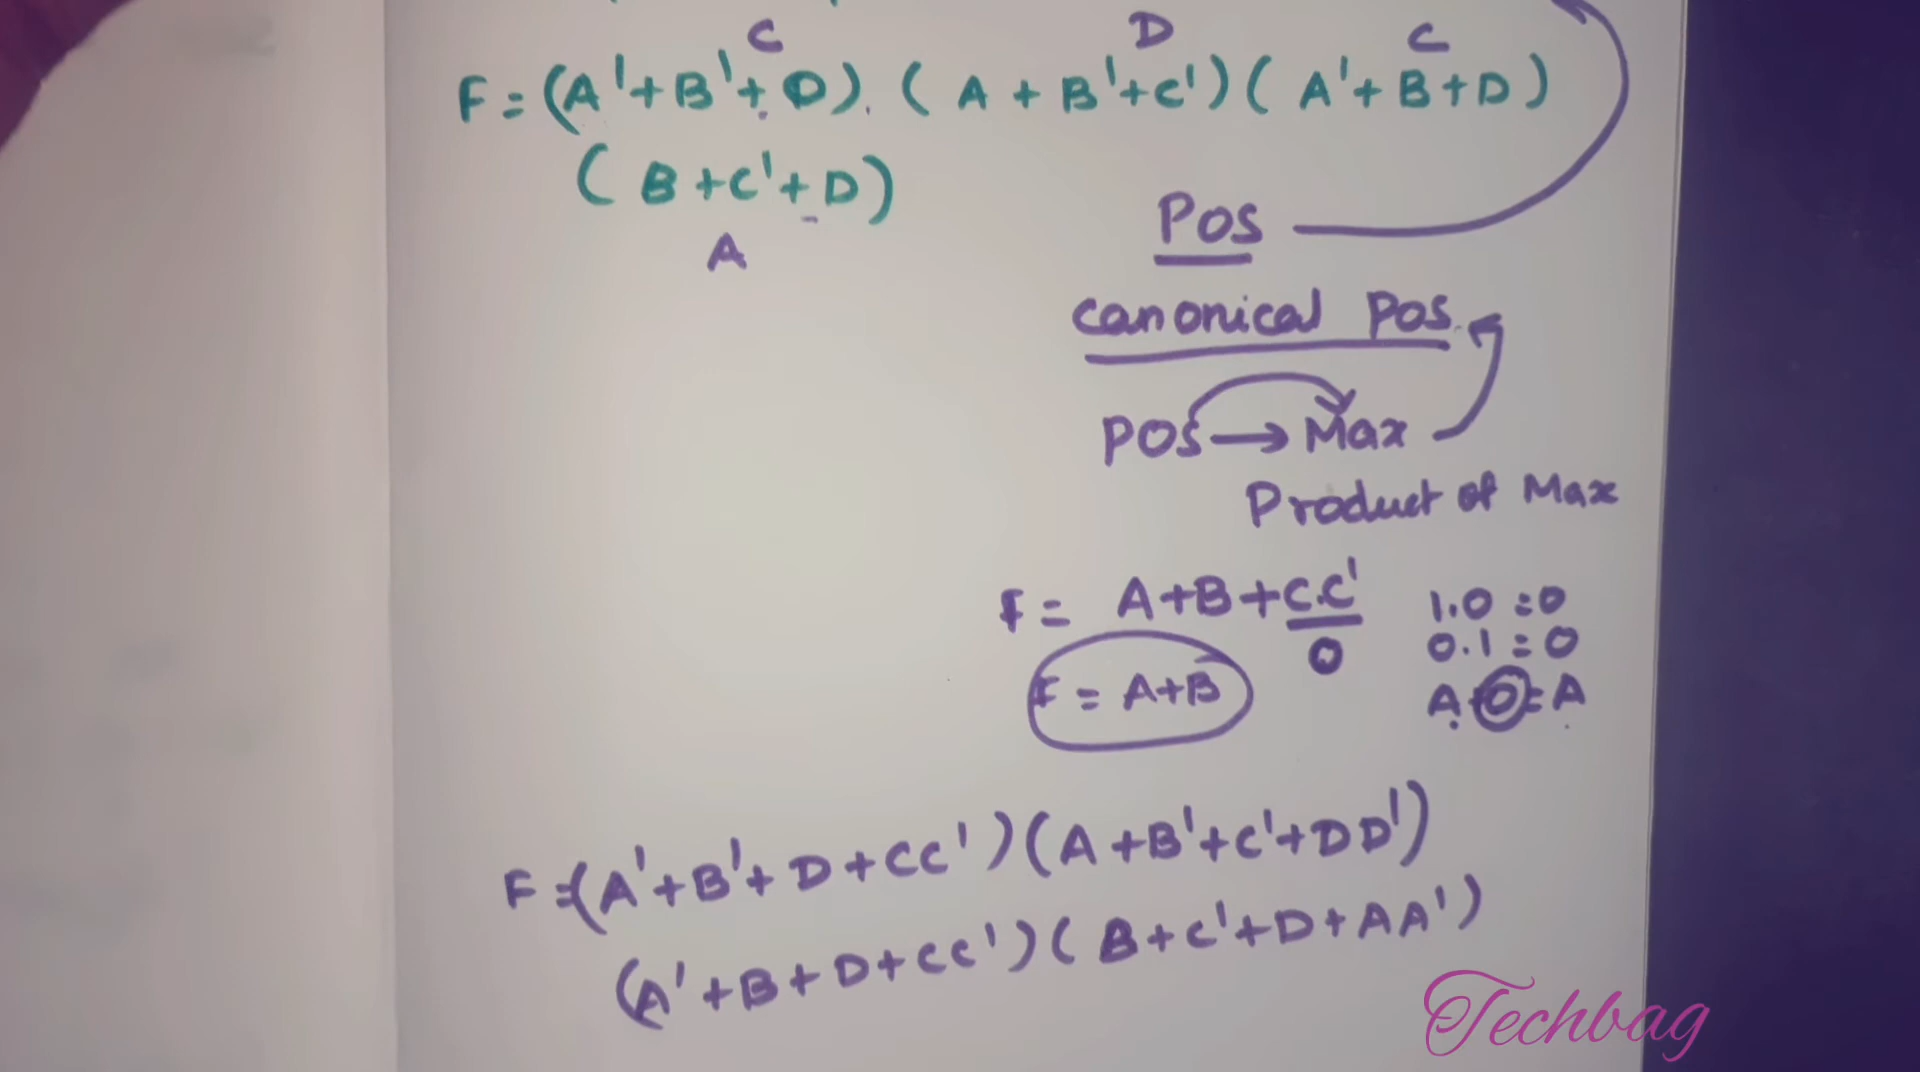 C D C
F = (A'+B'+D). (A+B'+C')(A'+B+D)
(B+C'+D)
A
POS
canonical POS
POS → Max
Product of Max
F = A+B+C.C' 1.0 = 0
0 0.1 = 0
F = A+B A+0 = A
F = (A'+B'+D+CC')(A+B'+C'+DD')
(A'+B+D+CC')(B+C'+D+AA')
Techbag